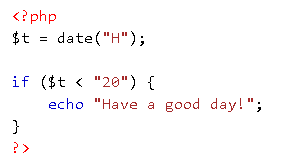 <?php
$t = date("H");

if ($t < "20") {
    echo "Have a good day!";
}
?>